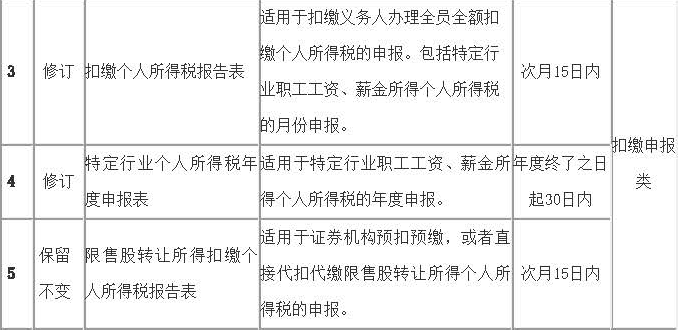 3
修订
扣缴个人所得税报告表
适用于扣缴义务人办理全员全额扣
缴个人所得税的申报。包括特定行
业职工工资、薪金所得个人所得税
的月份申报。
次月15日内
扣缴申报
类
4
修订
特定行业个人所得税年
度申报表
适用于特定行业职工工资、薪金所
得个人所得税的年度申报。
年度终了之日
起30日内
5
保留
不变
限售股转让所得扣缴个
人所得税报告表
适用于证券机构预扣预缴，或者直
接代扣代缴限售股转让所得个人所
得税的申报。
次月15日内